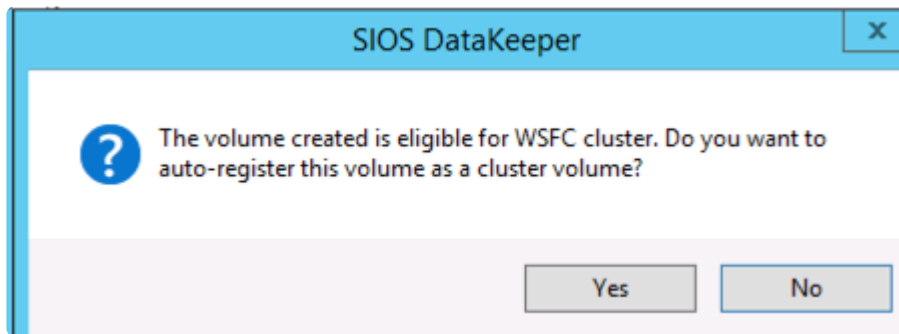 SIOS DataKeeper
x
The volume created is eligible for WSFC cluster. Do you want to
auto-register this volume as a cluster volume?
Yes No